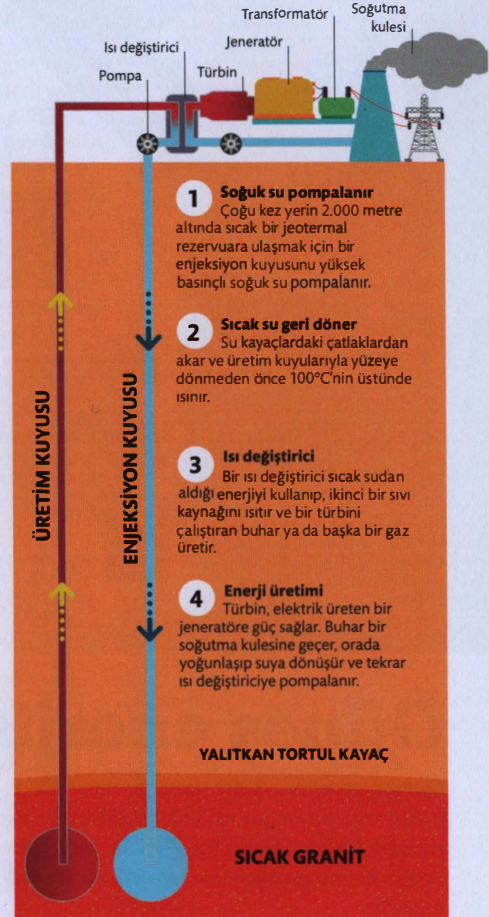 Transformatör
Soğutma
kulesi
Isı değiştirici
Jeneratör
Pompa
Türbin
1 Soğuk su pompalanır
Çoğu kez yerin 2.000 metre
altında sıcak bir jeotermal
rezervuara ulaşmak için bir
enjeksiyon kuyusunu yüksek
basınçlı soğuk su pompalanır.
2 Sıcak su geri döner
Su kayaçlardaki çatlaklardan
akar ve üretim kuyularıyla yüzeye
dönmeden önce 100°C'nin üstünde
ısınır.
3 Isı değiştirici
Bir ısı değiştirici sıcak sudan
aldığı enerjiyi kullanıp, ikinci bir sıvı
kaynağını ısıtır ve bir türbini
çalıştıran buhar ya da başka bir gaz
üretir.
4 Enerji üretimi
Türbin, elektrik üreten bir
jeneratöre güç sağlar. Buhar bir
soğutma kulesine geçer, orada
yoğunlaşıp suya dönüşür ve tekrar
ısı değiştiriciye pompalanır.
ÜRETİM KUYUSU
ENJEKSİYON KUYUSU
YALITKAN TORTUL KAYAÇ
SICAK GRANİT